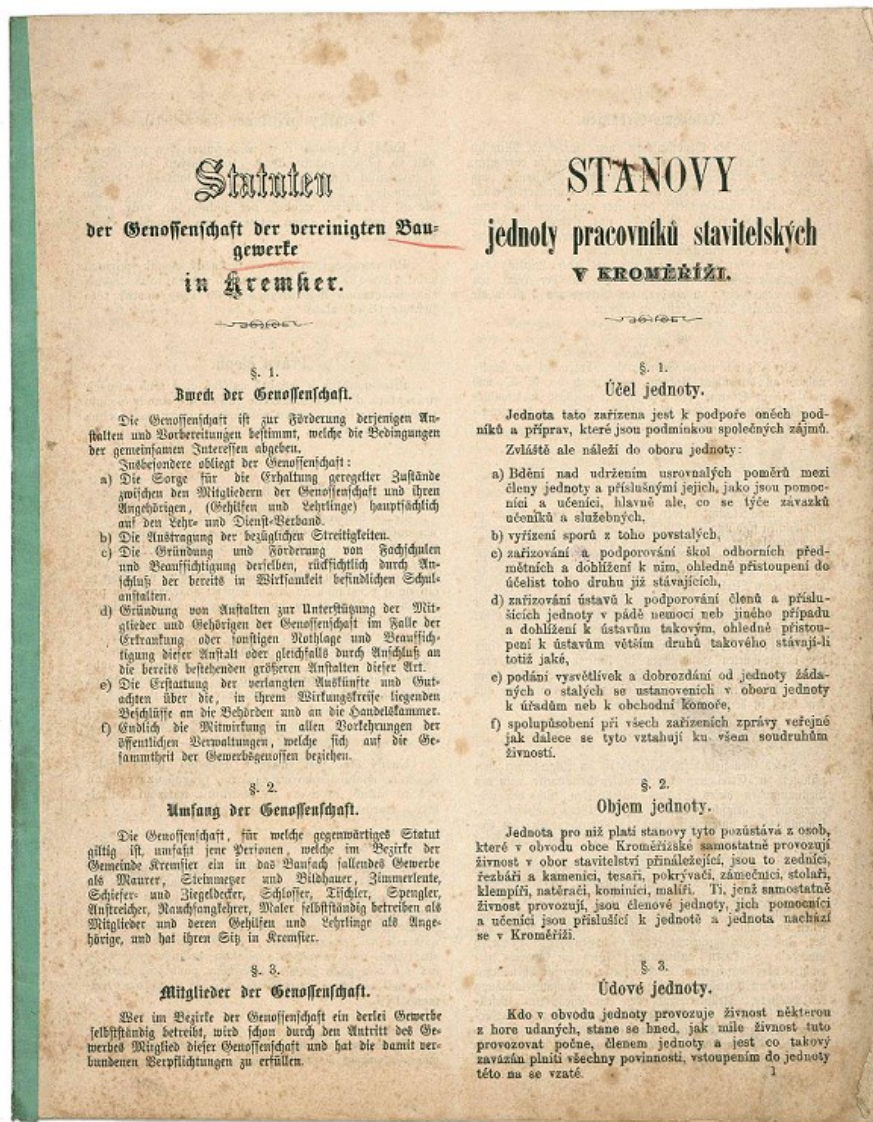 Statuten
der Genossenschaft der vereinigten Bau-
gewerke
in Kremsier.
§. 1.
Zweck der Genossenschaft.
Die Genossenschaft ist zur Förderung derjenigen An-
stalten und Vorbereitungen bestimmt, welche die Bedingungen
der gemeinsamen Interessen abgeben.
Insbesondere obliegt der Genossenschaft:
a) Die Sorge für die Erhaltung geregelter Zustände
zwischen den Mitgliedern der Genossenschaft und ihren
Angehörigen, (Gehilfen und Lehrlinge) hauptsächlich
auf den Lehr- und Dienst-Verband.
b) Die Austragung der bezüglichen Streitigkeiten.
c) Die Gründung und Förderung von Fachschulen
und Beaufsichtigung derselben, rücksichtlich durch An-
schluß der bereits in Wirksamkeit befindlichen Schul-
anstalten.
d) Gründung von Anstalten zur Unterstützung der Mit-
glieder und Gehörigen der Genossenschaft im Falle der
Erkrankung oder sonstigen Nothlage und Beaufsich-
tigung dieser Anstalt oder gleichfalls durch Anschluß an
die bereits bestehenden größeren Anstalten dieser Art.
e) Die Erstattung der verlangten Auskünfte und Gut-
achten über die, in ihrem Wirkungskreise liegenden
Beschlüsse an die Behörden und an die Handelskammer.
f) Endlich die Mitwirkung in allen Vorkehrungen der
öffentlichen Verwaltungen, welche sich auf die Ge-
sammtheit der Gewerbsgenossen beziehen.
§. 2.
Umfang der Genossenschaft.
Die Genossenschaft, für welche gegenwärtiges Statut
giltig ist, umfaßt jene Personen, welche im Bezirke der
Gemeinde Kremsier ein in das Baufach fallendes Gewerbe
als Maurer, Steinmetzer und Bildhauer, Zimmerleute,
Schiefer- und Ziegeldecker, Schlosser, Tischler, Spengler,
Anstreicher, Rauchfangkehrer, Maler selbstständig betreiben als
Mitglieder und deren Gehilfen und Lehrlinge als Ange-
hörige, und hat ihren Sitz in Kremsier.
§. 3.
Mitglieder der Genossenschaft.
Wer im Bezirke der Genossenschaft ein derlei Gewerbe
selbstständig betreibt, wird schon durch den Antritt des Ge-
werbes Mitglied dieser Genossenschaft und hat die damit ver-
bundenen Verpflichtungen zu erfüllen.
STANOVY
jednoty pracovníků stavitelských
V KROMĚŘÍŽI.
§. 1.
Účel jednoty.
Jednota tato zařízena jest k podpoře oněch pod-
niků a příprav, které jsou podmínkou společných zájmů.
Zvláště ale náleží do oboru jednoty:
a) Bdění nad udržením usrovnalých poměrů mezi
členy jednoty a příslušnými jejich, jako jsou pomoc-
níci a učenici, hlavně ale, co se týče závazků
učeníků a služebných,
b) vyřízení sporů z toho povstalých,
c) zařizování a podporování škol odborních před-
mětních a dohlížení k nim, ohledně přistoupení do
účelist toho druhu již stávajících,
d) zařizování ústavů k podporování členů a přislu-
šících jednoty v pádě nemoci neb jiného případu
a dohlížení k ústavům takovým, ohledně přistou-
pení k ústavům větším druhů takového stávají-li
totiž jaké,
e) podání vysvětlívek a dobrozdání od jednoty žáda-
ných o stalých se ustanoveních v oboru jednoty
k úřadům neb k obchodní komoře,
f) spolupůsobení při všech zařízeních zprávy veřejné
jak dalece se tyto vztahují ku všem soudruhům
živností.
§. 2.
Objem jednoty.
Jednota pro niž platí stanovy tyto pozůstává z osob,
které v obvodu obce Kroměřížské samostatně provozují
živnost v obor stavitelství přináležející, jsou to zedníci,
řezbáři a kamenici, tesaři, pokrývači, zámečníci, stolaři,
klempíři, natěrači, kominíci, malíři. Ti, jenž samostatně
živnost provozují, jsou členové jednoty, jich pomocníci
a učenici jsou příslušící k jednotě a jednota nachází
se v Kroměříži.
§. 3.
Údové jednoty.
Kdo v obvodu jednoty provozuje živnost některou
z hore udaných, stane se hned, jak mile živnost tuto
provozovat počne, členem jednoty a jest co takový
zavázán plniti všechny povinnosti, vstoupením do jednoty
této na se vzaté.
1